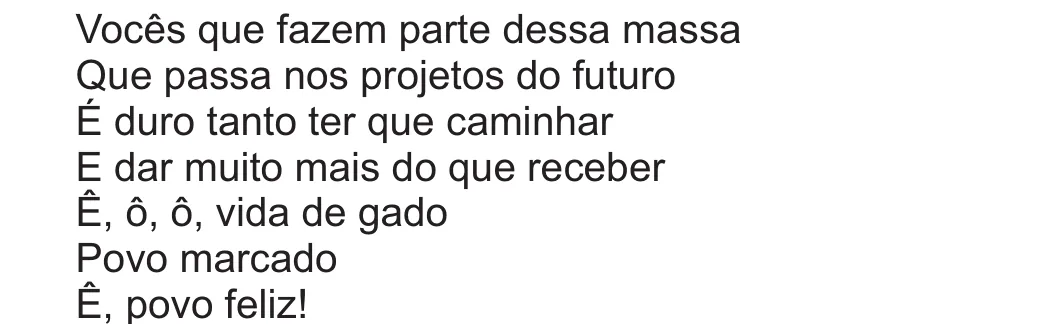 Vocês que fazem parte dessa massa
Que passa nos projetos do futuro
É duro tanto ter que caminhar
E dar muito mais do que receber
Ê, ô, ô, vida de gado
Povo marcado
Ê, povo feliz!